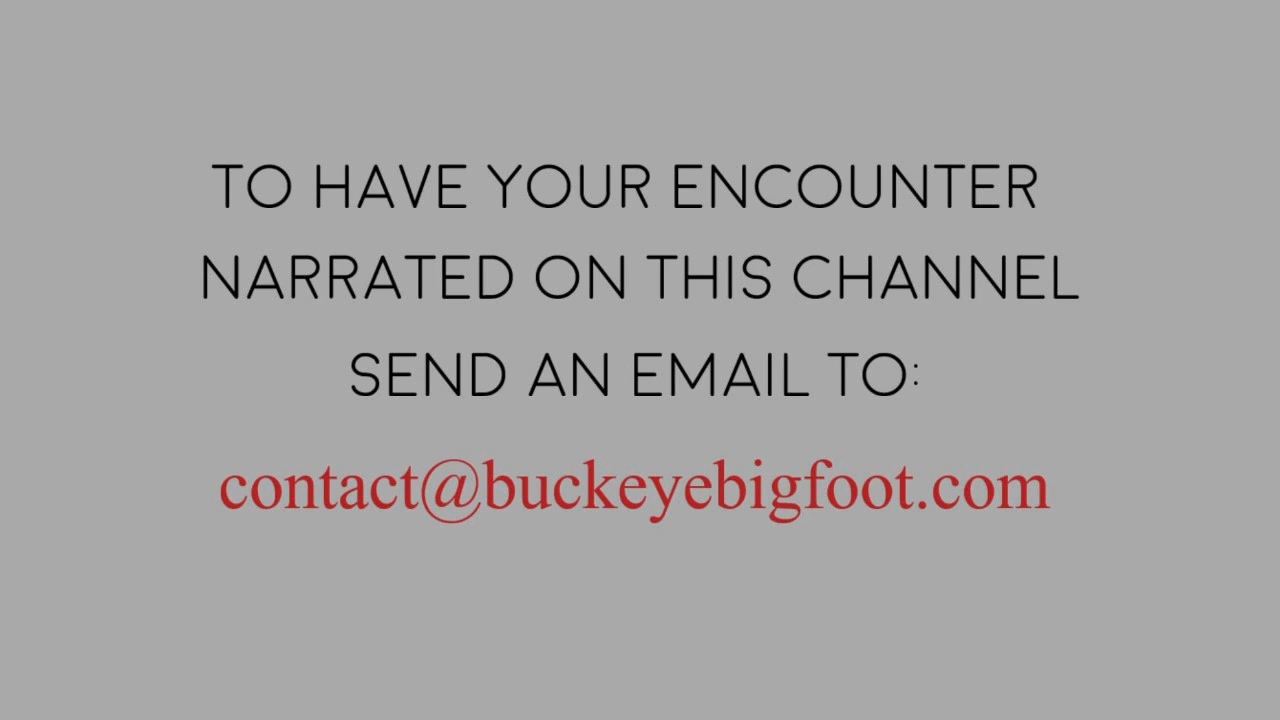 TO HAVE YOUR ENCOUNTER
NARRATED ON THIS CHANNEL
SEND AN EMAIL TO:
contact@buckeyebigfoot.com